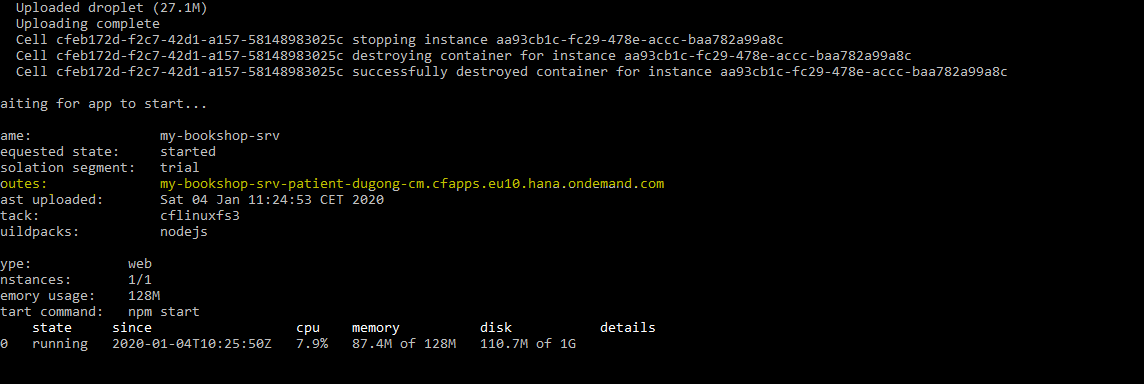 Uploaded droplet (27.1M)
Uploading complete
Cell cfeb172d-f2c7-42d1-a157-58148983025c stopping instance aa93cb1c-fc29-478e-accc-baa782a99a8c
Cell cfeb172d-f2c7-42d1-a157-58148983025c destroying container for instance aa93cb1c-fc29-478e-accc-baa782a99a8c
Cell cfeb172d-f2c7-42d1-a157-58148983025c successfully destroyed container for instance aa93cb1c-fc29-478e-accc-baa782a99a8c
aiting for app to start...
ame: my-bookshop-srv
equested state: started
solation segment: trial
outes: my-bookshop-srv-patient-dugong-cm.cfapps.eu10.hana.ondemand.com
ast uploaded: Sat 04 Jan 11:24:53 CET 2020
tack: cflinuxfs3
uildpacks: nodejs
ype: web
nstances: 1/1
emory usage: 128M
tart command: npm start
state since cpu memory disk details
0 running 2020-01-04T10:25:50Z 7.9% 87.4M of 128M 110.7M of 1G